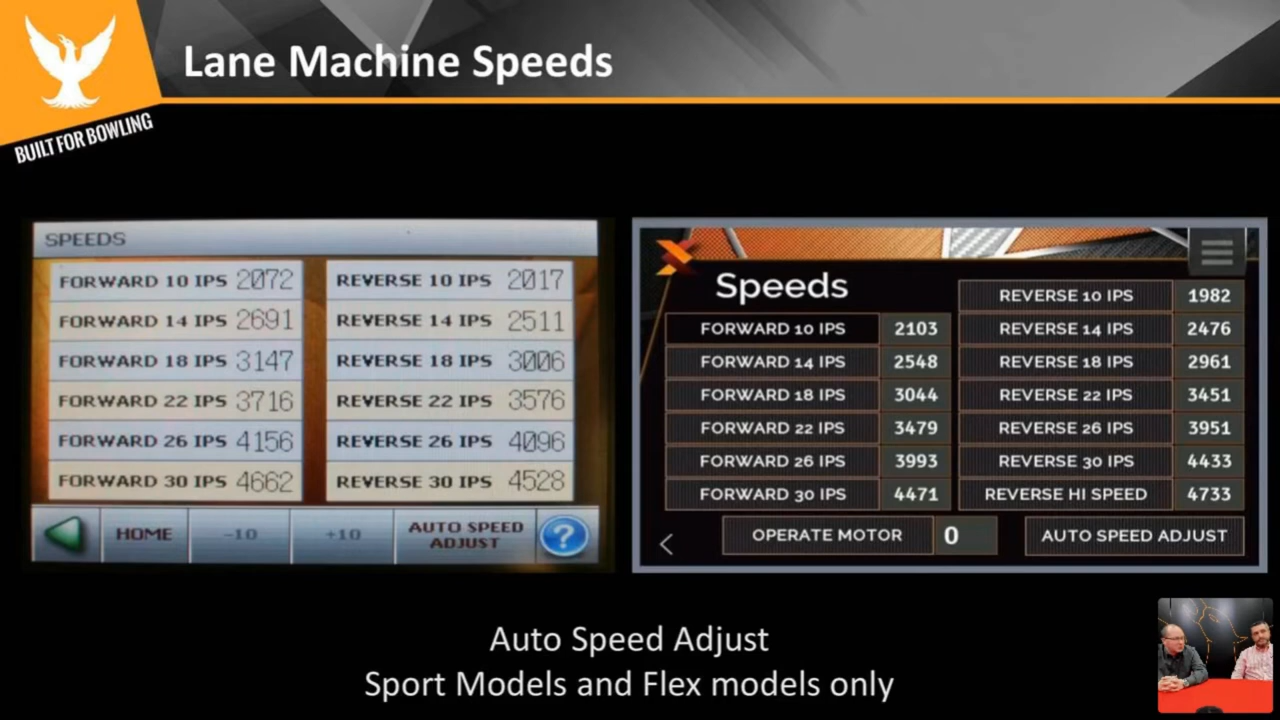 Lane Machine Speeds
BUILT FOR BOWLING
SPEEDS
FORWARD 10 IPS 2072
FORWARD 14 IPS 2691
FORWARD 18 IPS 3147
FORWARD 22 IPS 3716
FORWARD 26 IPS 4156
FORWARD 30 IPS 4662
REVERSE 10 IPS 2017
REVERSE 14 IPS 2511
REVERSE 18 IPS 3006
REVERSE 22 IPS 3576
REVERSE 26 IPS 4096
REVERSE 30 IPS 4528
HOME
-10
+10
AUTO SPEED
ADJUST
?
Speeds
FORWARD 10 IPS 2103
FORWARD 14 IPS 2548
FORWARD 18 IPS 3044
FORWARD 22 IPS 3479
FORWARD 26 IPS 3993
FORWARD 30 IPS 4471
REVERSE 10 IPS 1982
REVERSE 14 IPS 2476
REVERSE 18 IPS 2961
REVERSE 22 IPS 3451
REVERSE 26 IPS 3951
REVERSE 30 IPS 4433
REVERSE HI SPEED 4733
OPERATE MOTOR 0
AUTO SPEED ADJUST
Auto Speed Adjust
Sport Models and Flex models only